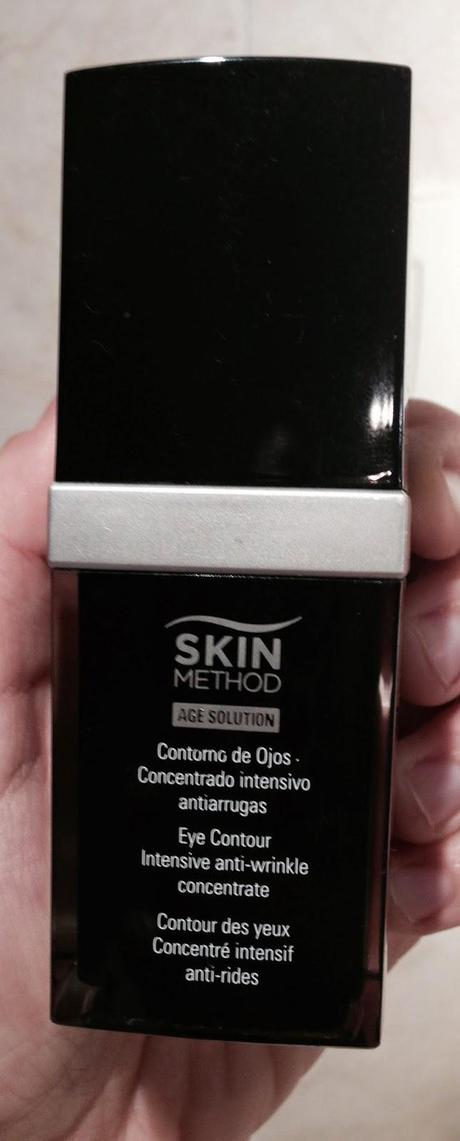 SKIN
METHOD
AGE SOLUTION
Contorno de Ojos -
Concentrado intensivo
antiarrugas
Eye Contour
Intensive anti-wrinkle
concentrate
Contour des yeux
Concentré intensif
anti-rides